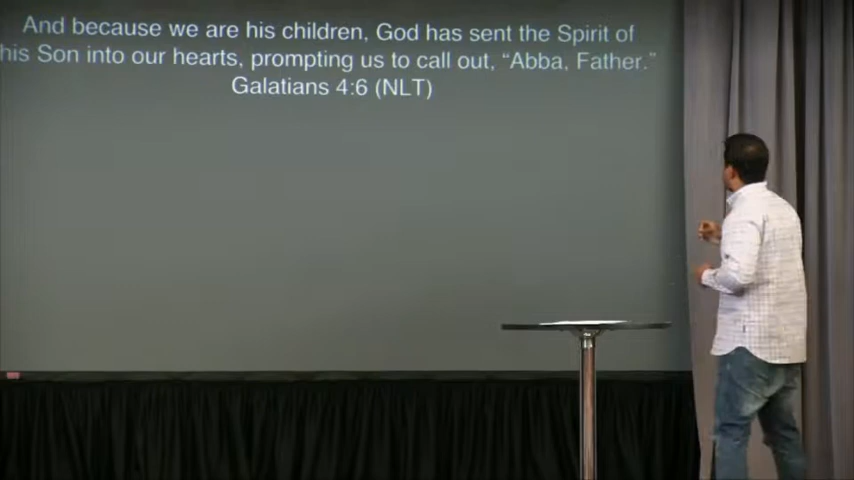 And because we are his children, God has sent the Spirit of
his Son into our hearts, prompting us to call out, “Abba, Father.”
Galatians 4:6 (NLT)